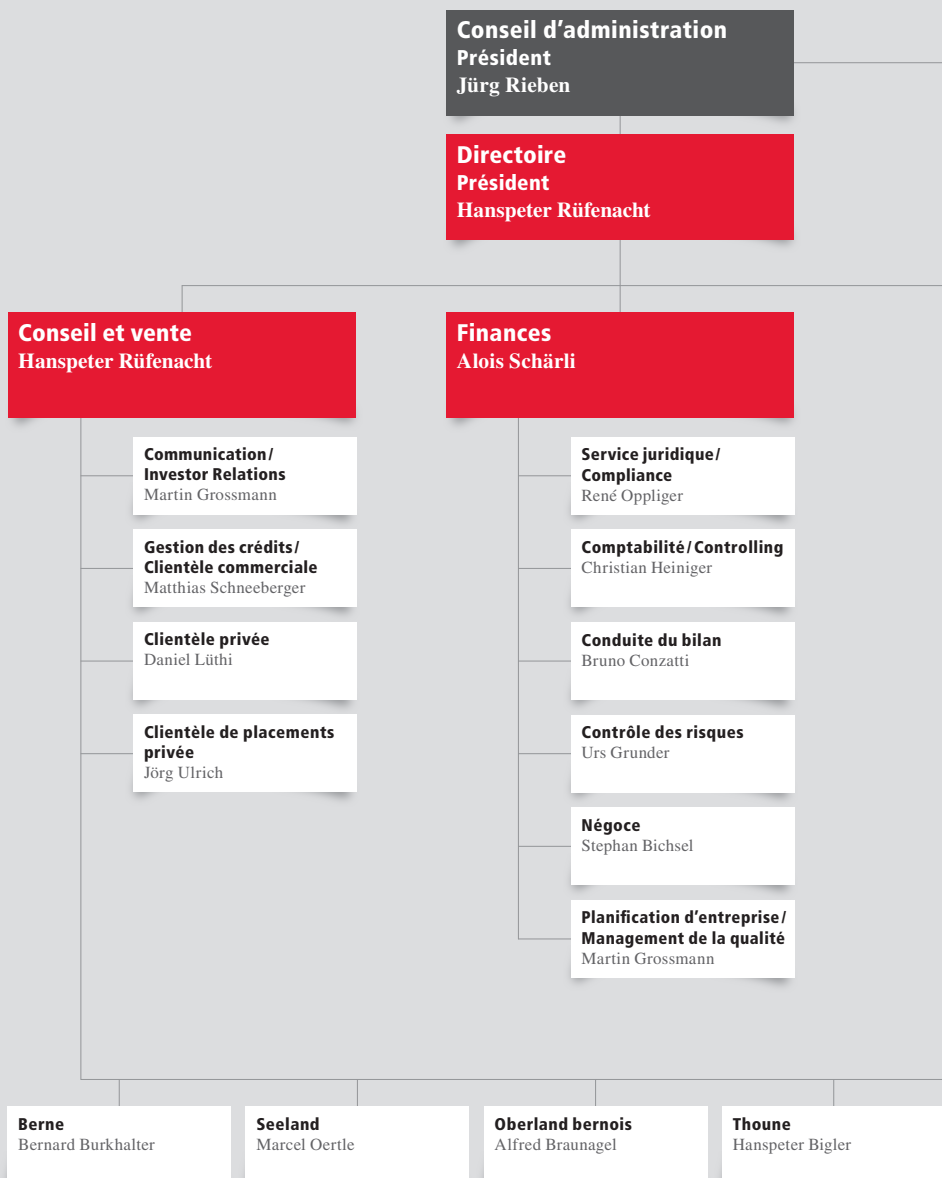 Conseil d'administration
Président
Jürg Rieben
Directoire
Président
Hanspeter Rüfenacht
Conseil et vente
Hanspeter Rüfenacht
Communication/
Investor Relations
Martin Grossmann
Gestion des crédits/
Clientèle commerciale
Matthias Schneeberger
Clientèle privée
Daniel Lüthi
Clientèle de placements
privée
Jörg Ulrich
Finances
Alois Schärli
Service juridique/
Compliance
René Oppliger
Comptabilité/Controlling
Christian Heiniger
Conduite du bilan
Bruno Conzatti
Contrôle des risques
Urs Grunder
Négoce
Stephan Bichsel
Planification d'entreprise/
Management de la qualité
Martin Grossmann
Berne
Bernard Burkhalter
Seeland
Marcel Oertle
Oberland bernois
Alfred Braunagel
Thoune
Hanspeter Bigler